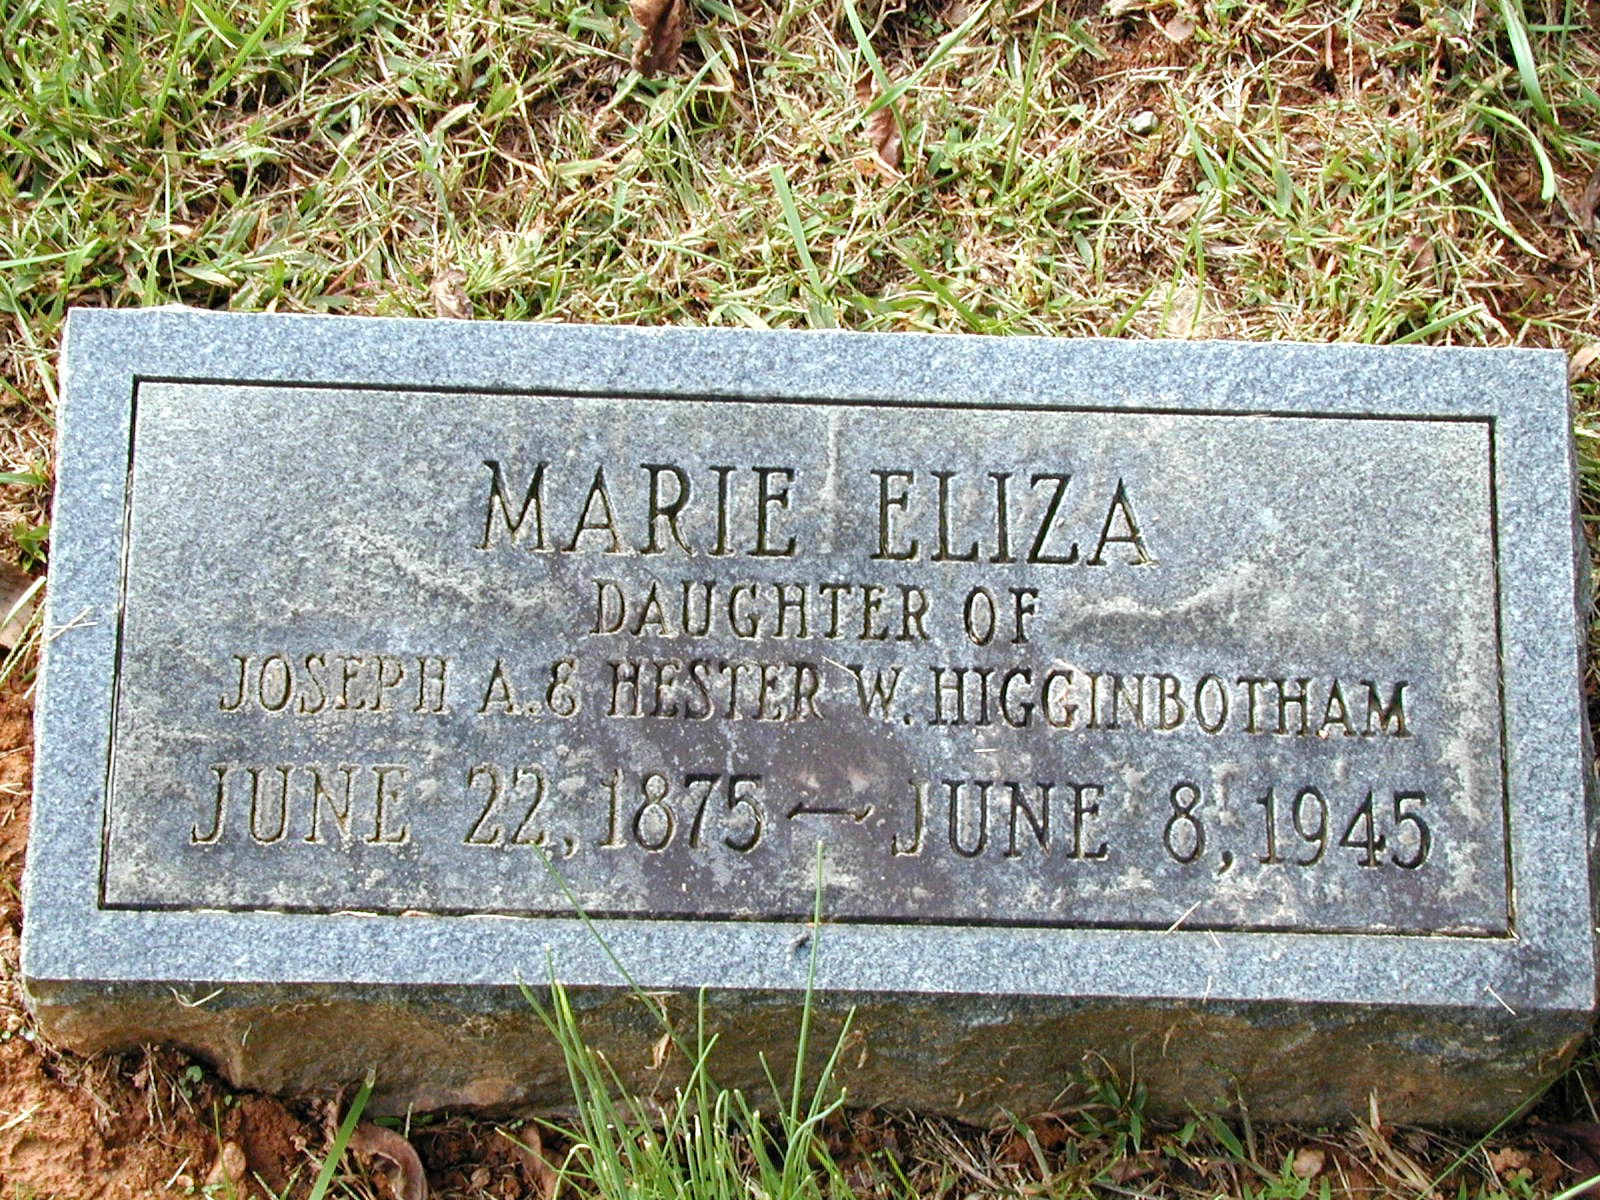 MARIE ELIZA
DAUGHTER OF
JOSEPH A. & HESTER W. HIGGINBOTHAM
JUNE 22, 1875 — JUNE 8, 1945